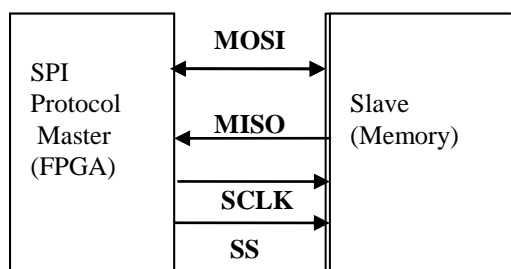 SPI
Protocol
Master
(FPGA)
MOSI
MISO
SCLK
SS
Slave
(Memory)